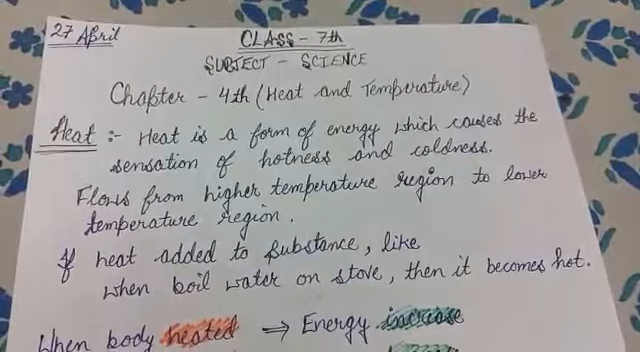 27 April
CLASS - 7th
SUBJECT - SCIENCE
Chapter - 4th (Heat and Temperature)
Heat :- Heat is a form of energy which causes the
sensation of hotness and coldness.
Flows from higher temperature region to lower
temperature region.
If heat added to substance, like
when boil water on stove, then it becomes hot.
When body heated ⇒ Energy increase